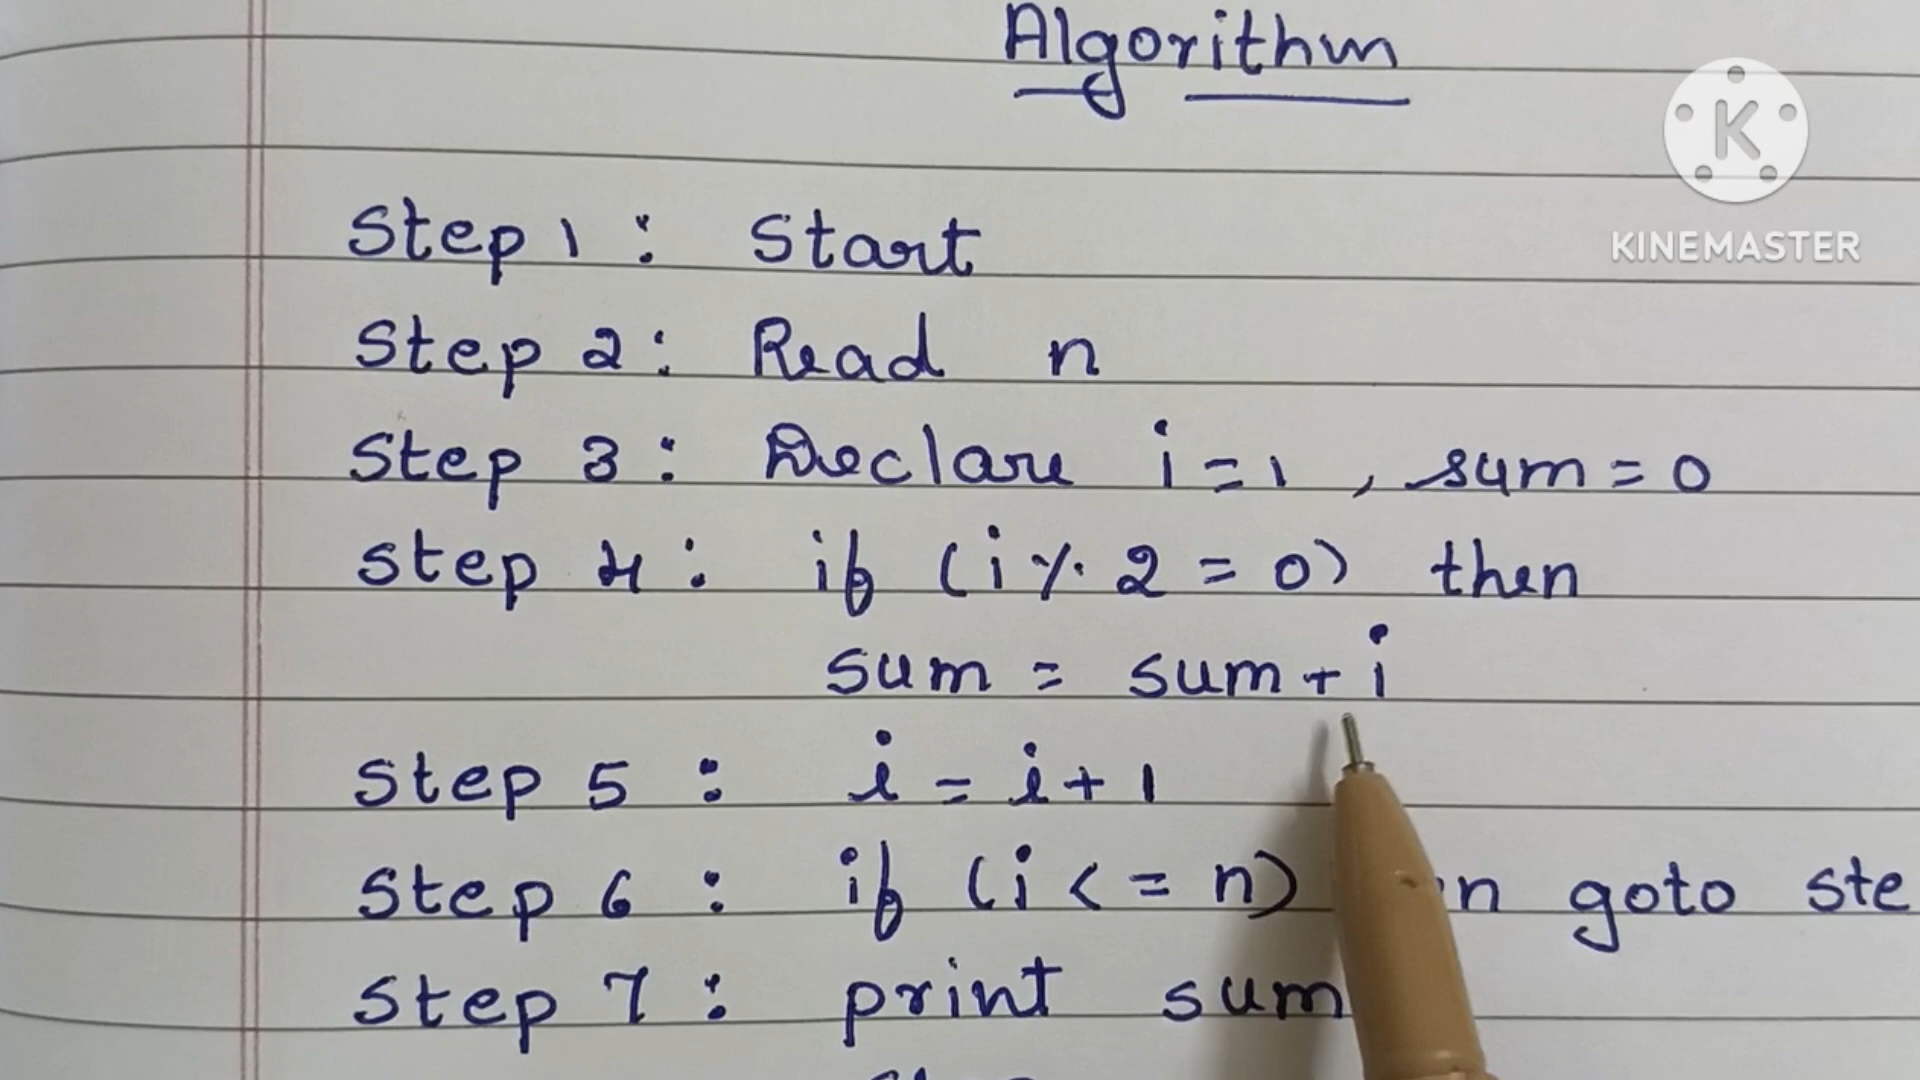 Algorithm
K
KINEMASTER
Step 1 : Start
Step 2 : Read n
Step 3 : Declare i = 1 , sum = 0
Step 4 : if (i % 2 = 0) then
sum = sum + i
Step 5 : i = i + 1
Step 6 : if (i < = n) goto
Step 7 : print sum